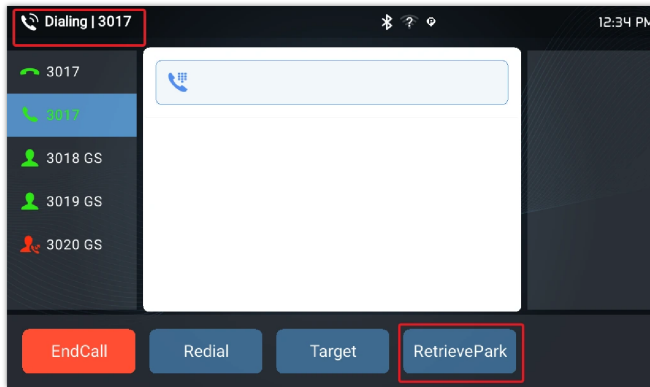 Dialing | 3017
12:34 PM
3017
3017
3018 GS
3019 GS
3020 GS
EndCall
Redial
Target
RetrievePark